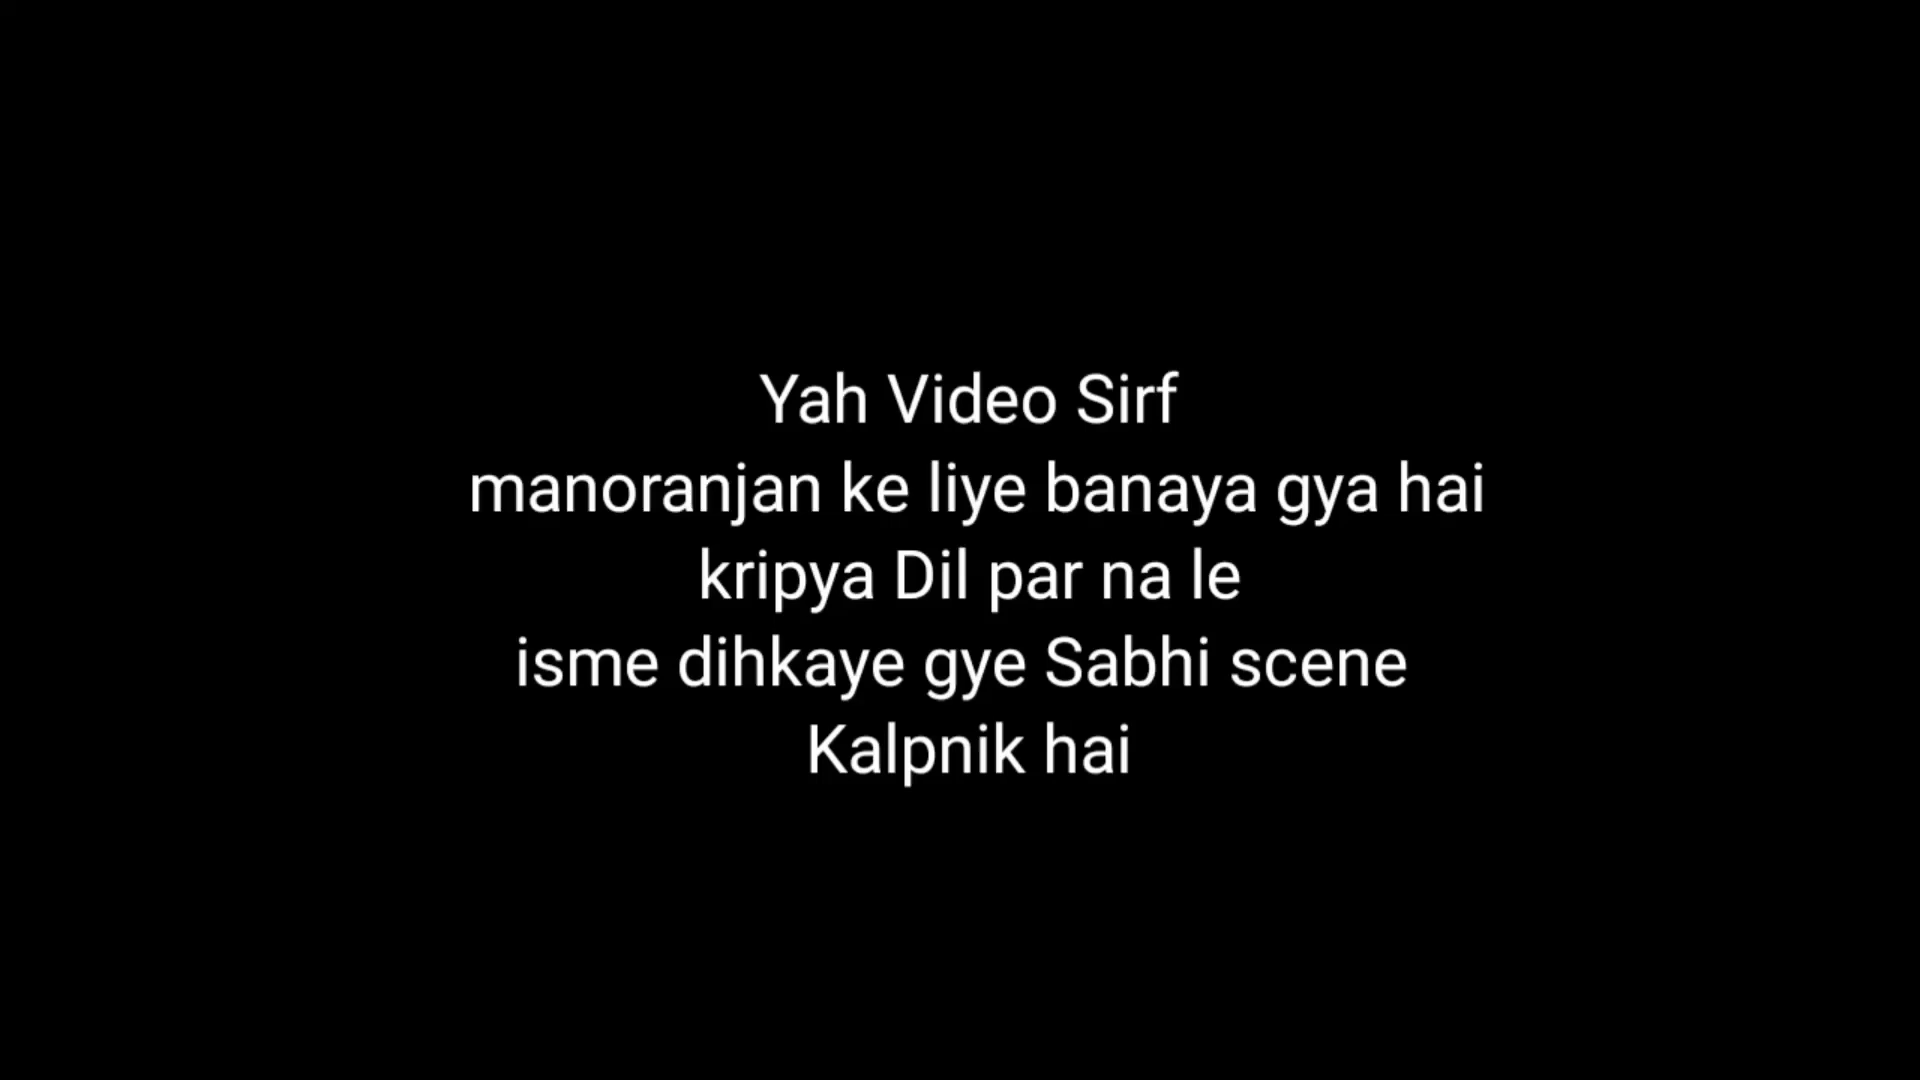 Yah Video Sirf
manoranjan ke liye banaya gya hai
kripya Dil par na le
isme dihkaye gye Sabhi scene
Kalpnik hai